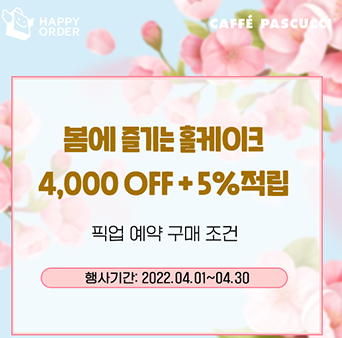 HAPPY
ORDER
CAFFÉ PASCUCCI
봄에 즐기는 홀케이크
4,000 OFF + 5%적립
픽업 예약 구매 조건
행사기간: 2022.04.01~04.30